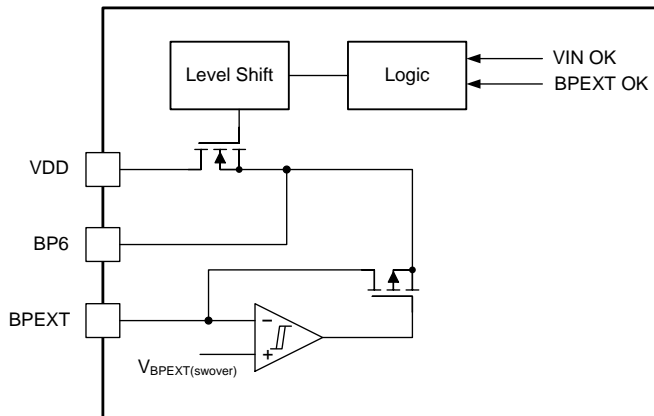 Level Shift
Logic
VIN OK
BPEXT OK
VDD
BP6
BPEXT
−
+
VBPEXT(swover)